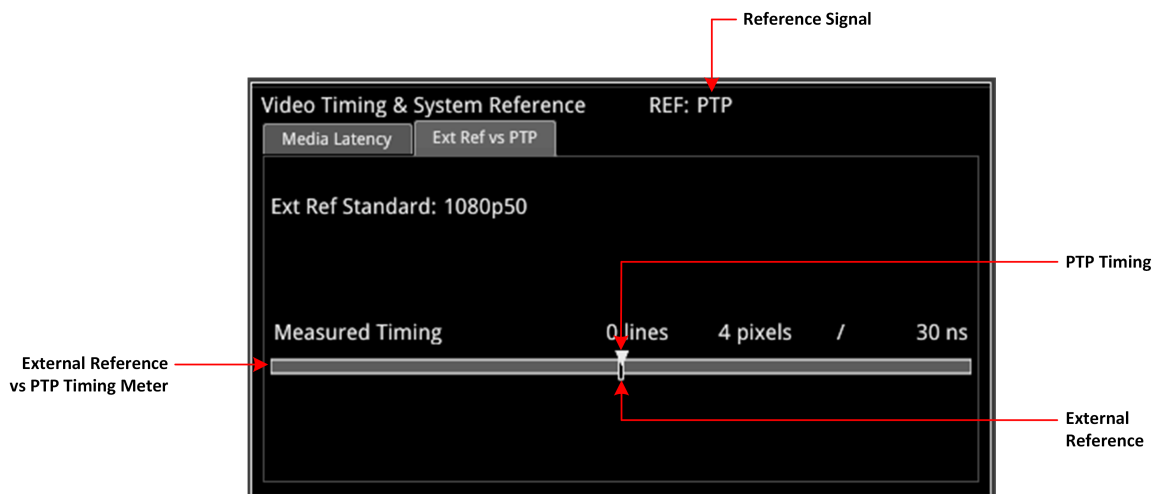 Reference Signal
Video Timing & System Reference REF: PTP
Media Latency Ext Ref vs PTP
Ext Ref Standard: 1080p50
PTP Timing
Measured Timing 0 lines 4 pixels / 30 ns
External Reference
vs PTP Timing Meter
External
Reference